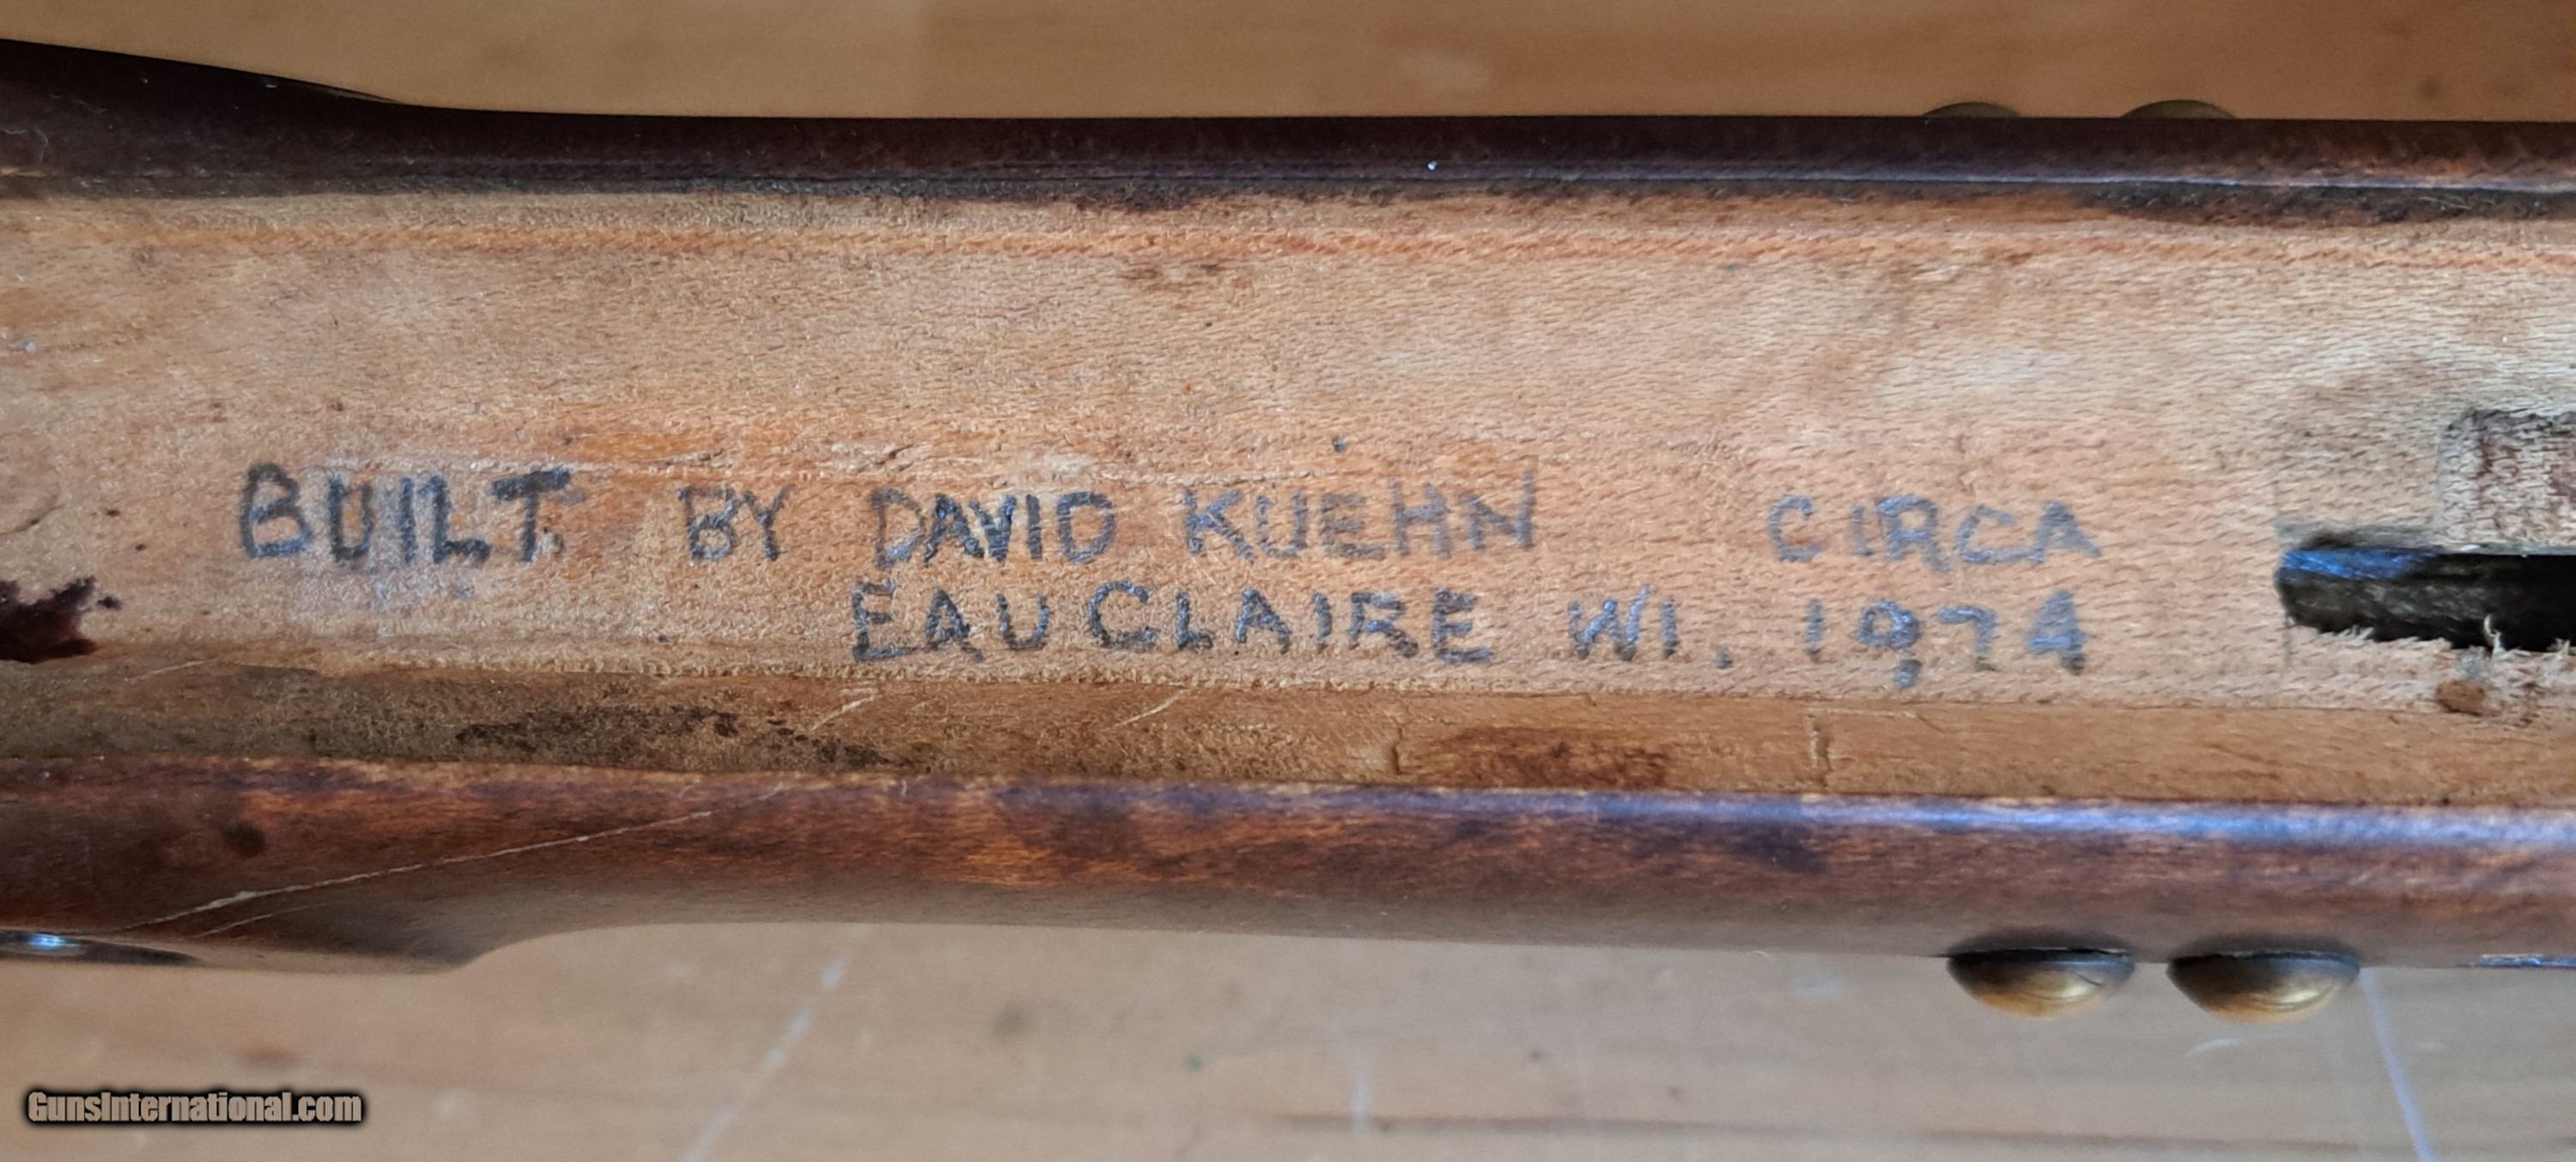 BUILT BY DAVID KUEHN CIRCA
EAU CLAIRE WI. 1974
GunsInternational.com